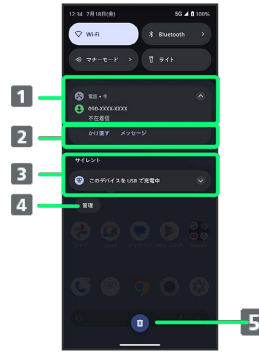 12:34 7月18日(金) 5G 100%
Wi-Fi
Bluetooth
マナーモード
ライト
1
電話・今
090-XXXX-XXXX
不在着信
2
かけ直す メッセージ
サイレント
3
このデバイスを USB で充電中
4
管理
5